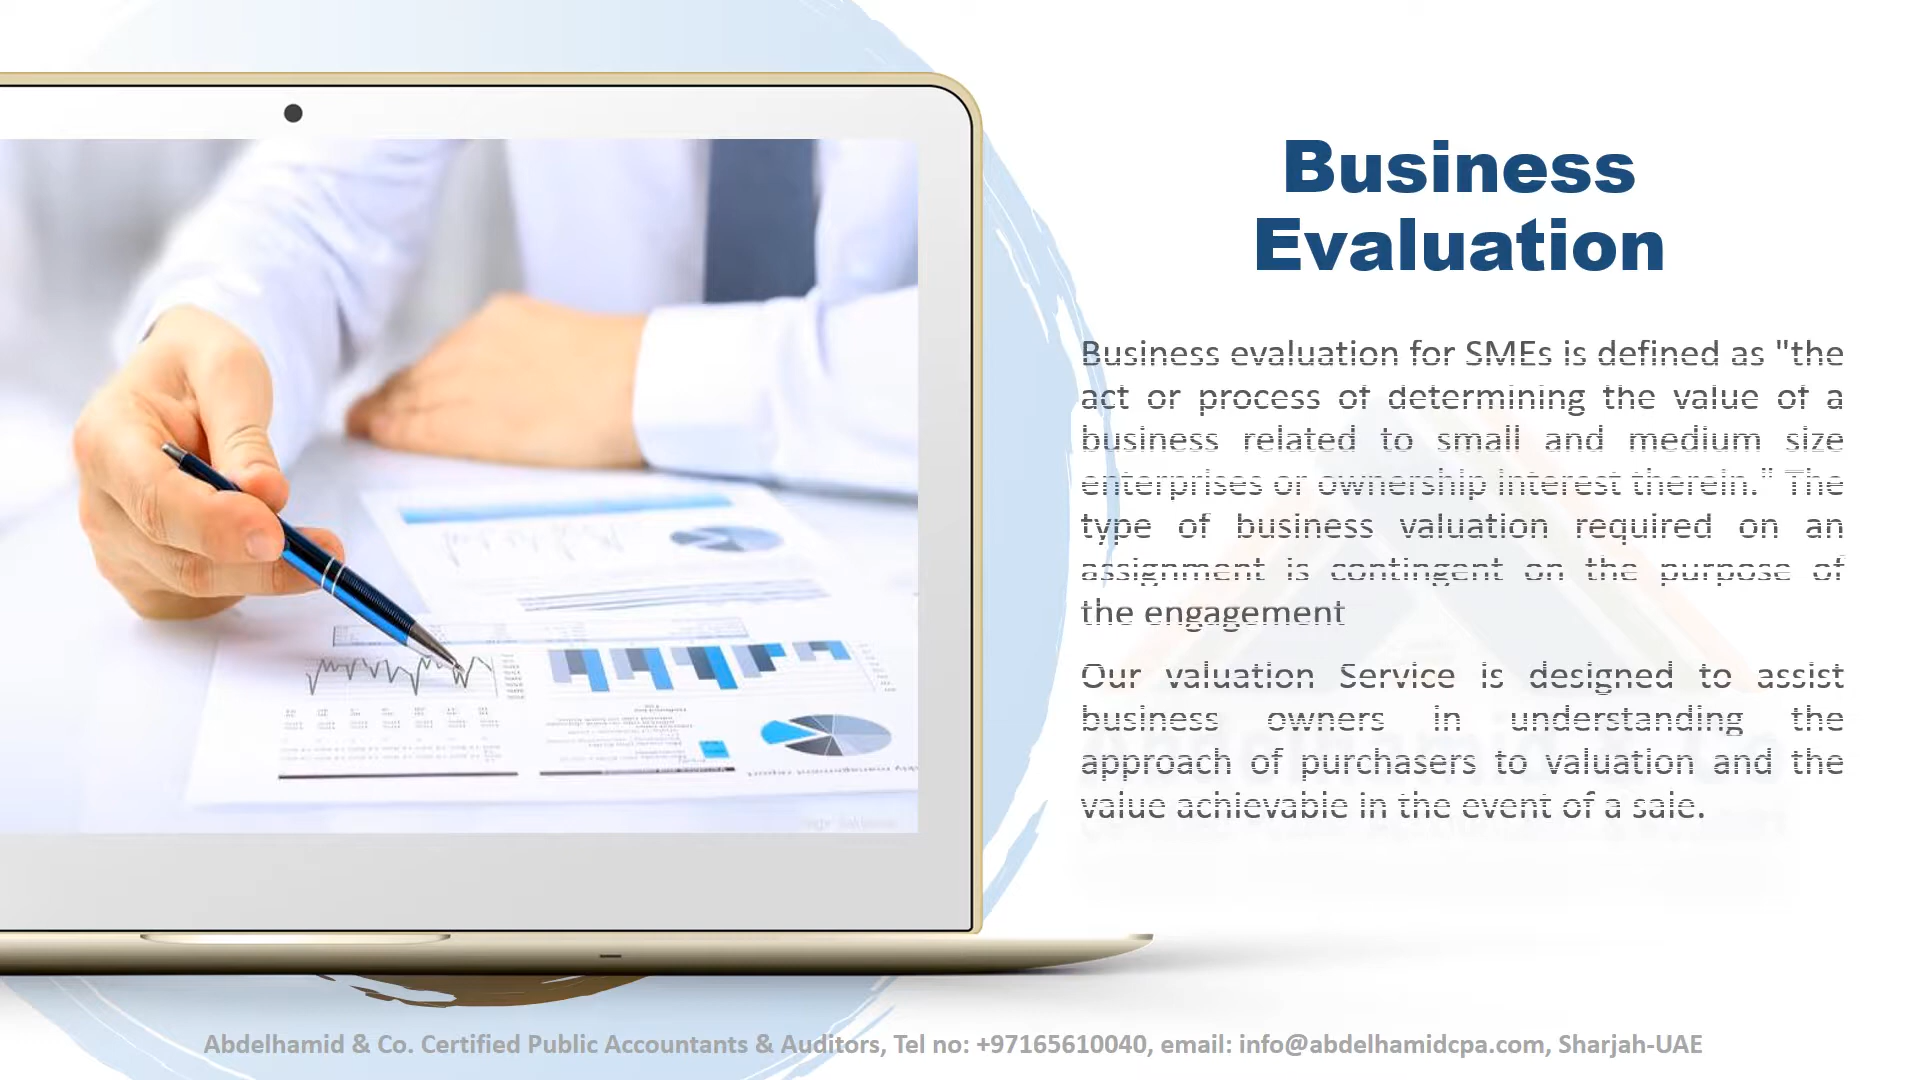 Business
Evaluation
Business evaluation for SMEs is defined as "the
act or process of determining the value of a
business related to small and medium size
enterprises or ownership interest therein." The
type of business valuation required on an
assignment is contingent on the purpose of
the engagement
Our valuation Service is designed to assist
business owners in understanding the
approach of purchasers to valuation and the
value achievable in the event of a sale.
Abdelhamid & Co. Certified Public Accountants & Auditors, Tel no: +97165610040, email: info@abdelhamidcpa.com, Sharjah-UAE